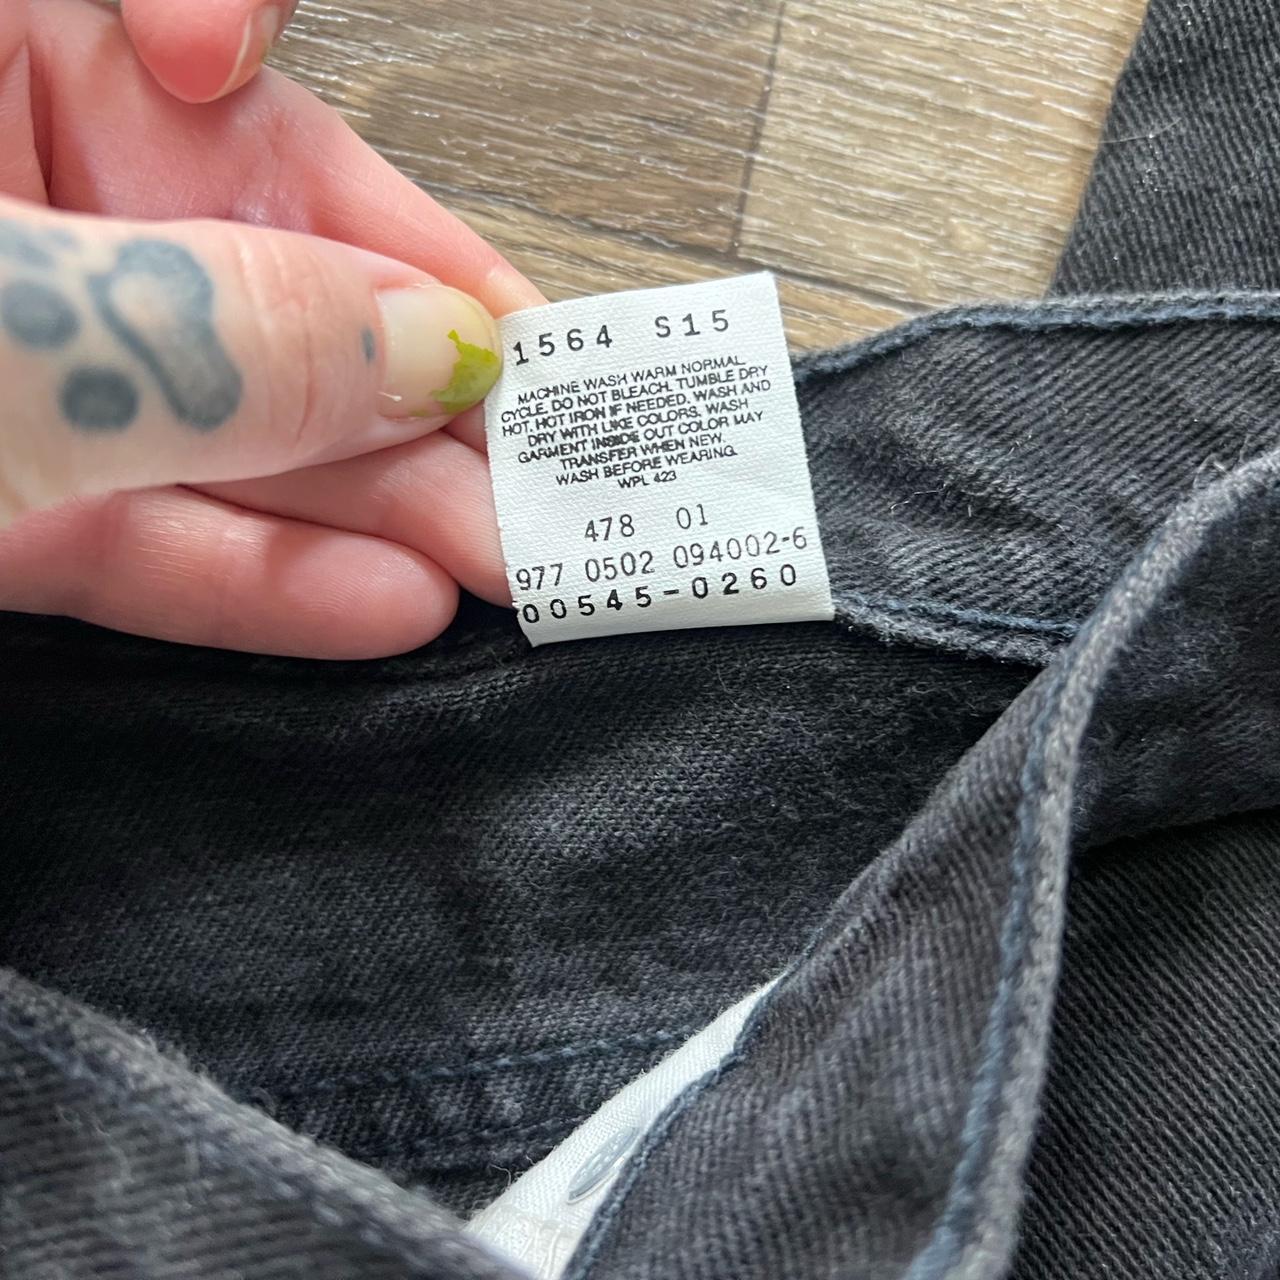 1564 S15
MACHINE WASH WARM NORMAL
CYCLE. DO NOT BLEACH. TUMBLE DRY
HOT. HOT IRON IF NEEDED. WASH AND
DRY WITH LIKE COLORS. WASH
GARMENT INSIDE OUT COLOR MAY
TRANSFER WHEN NEW.
WASH BEFORE WEARING.
WPL 423
478 01
977 0502 094002-6
00545-0260